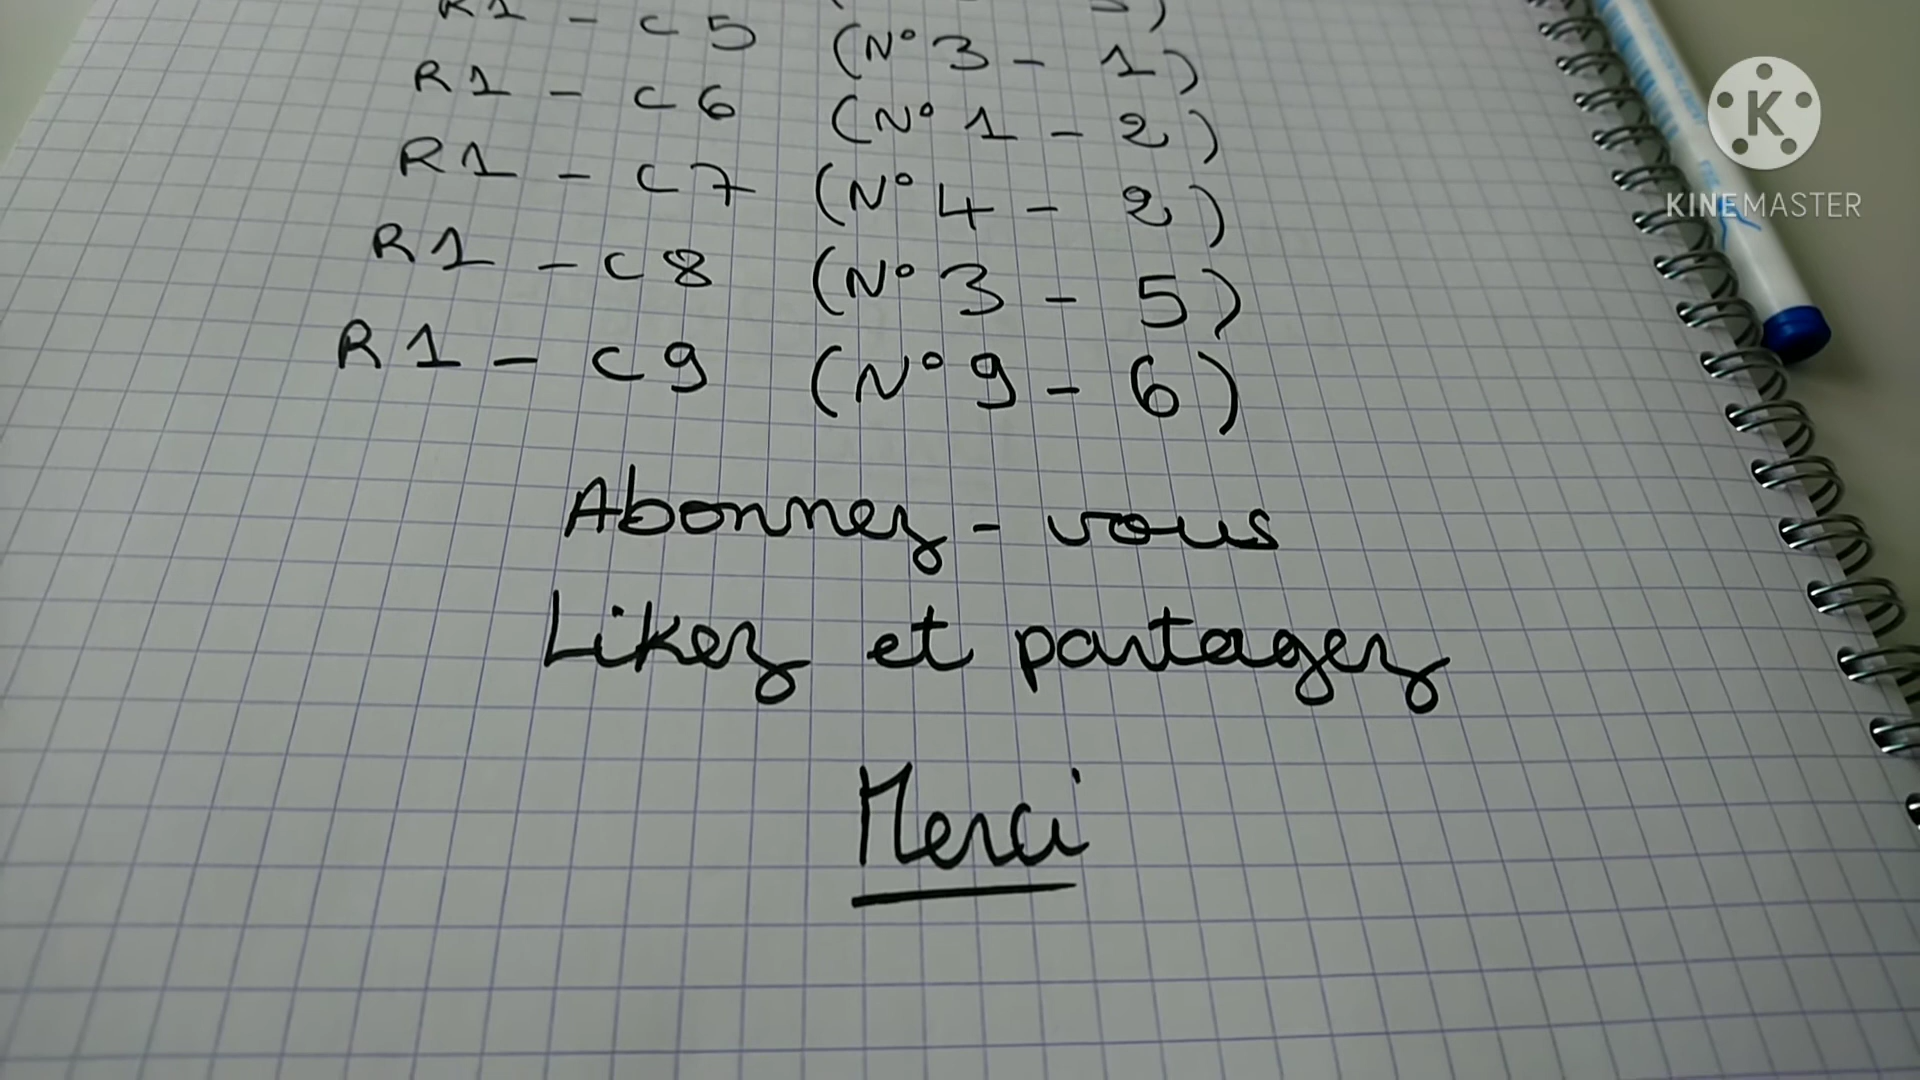 R1 - C5 (N° 3 - 1)
R1 - C6 (N° 1 - 2)
R1 - C7 (N° 4 - 2)
R1 - C8 (N° 3 - 5)
R1 - C9 (N° 9 - 6)
Abonnez-vous
Likez et partagez
Merci
K
KINEMASTER